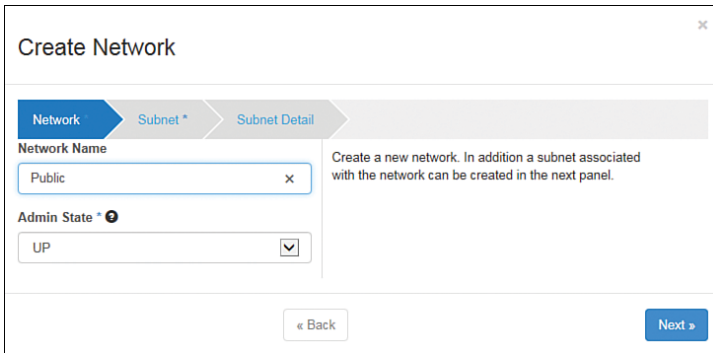 Create Network
×
Network * Subnet * Subnet Detail
Network Name
Public ×
Admin State * ?
UP
Create a new network. In addition a subnet associated
with the network can be created in the next panel.
« Back
Next »